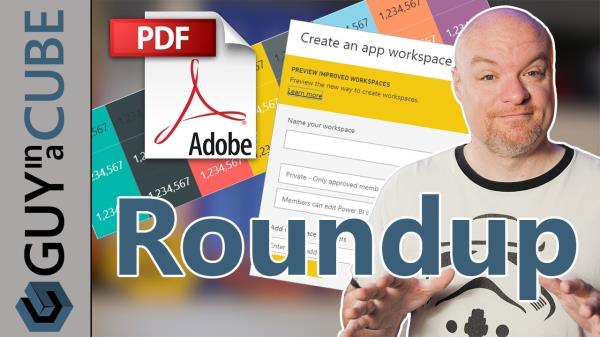 GUY in a CUBE
PDF
Adobe
1,234,567
1,234,567
1,234,567
1,234,567
1,234,567
Create an app workspace
PREVIEW IMPROVED WORKSPACES
Preview the new way to create workspaces.
Learn more
Name your workspace
Private - Only approved memb
Members can edit Power BI c
Roundup